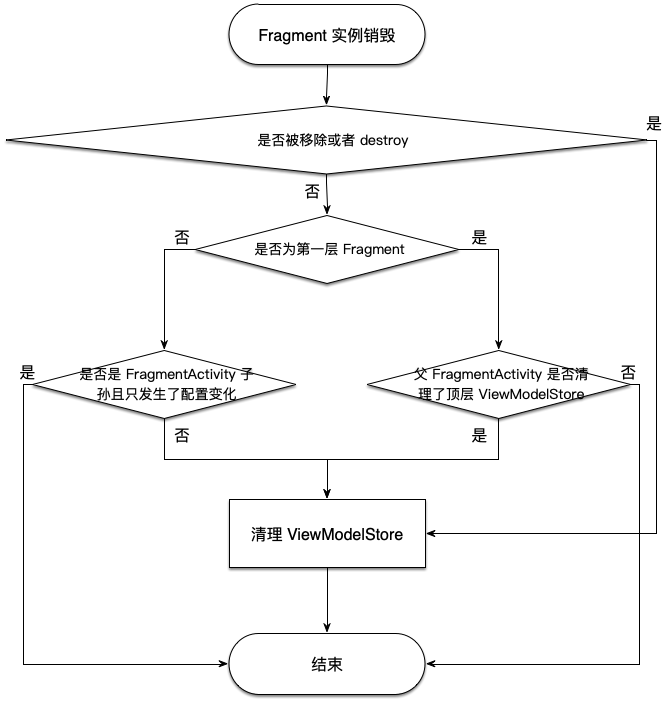 Fragment 实例销毁
是
是否被移除或者 destroy
否
否
是
是否为第一层 Fragment
是
是否是 FragmentActivity 子
孙且只发生了配置变化
父 FragmentActivity 是否清
理了顶层 ViewModelStore
否
否
是
清理 ViewModelStore
结束